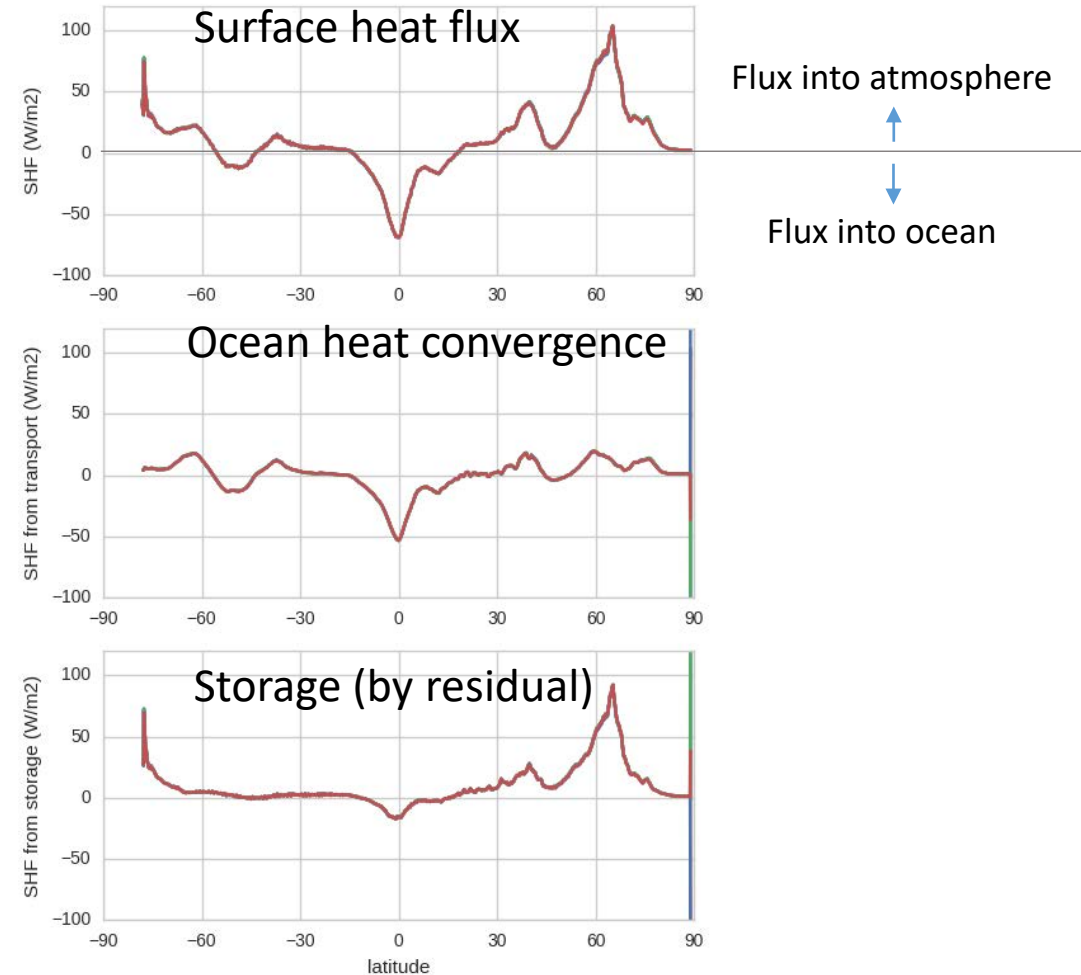 Surface heat flux
SHF (W/m2)
100
50
0
−50
−100
−90 −60 −30 0 30 60 90
Flux into atmosphere
Flux into ocean
Ocean heat convergence
SHF from transport (W/m2)
100
50
0
−50
−100
−90 −60 −30 0 30 60 90
Storage (by residual)
SHF from storage (W/m2)
100
50
0
−50
−100
−90 −60 −30 0 30 60 90
latitude